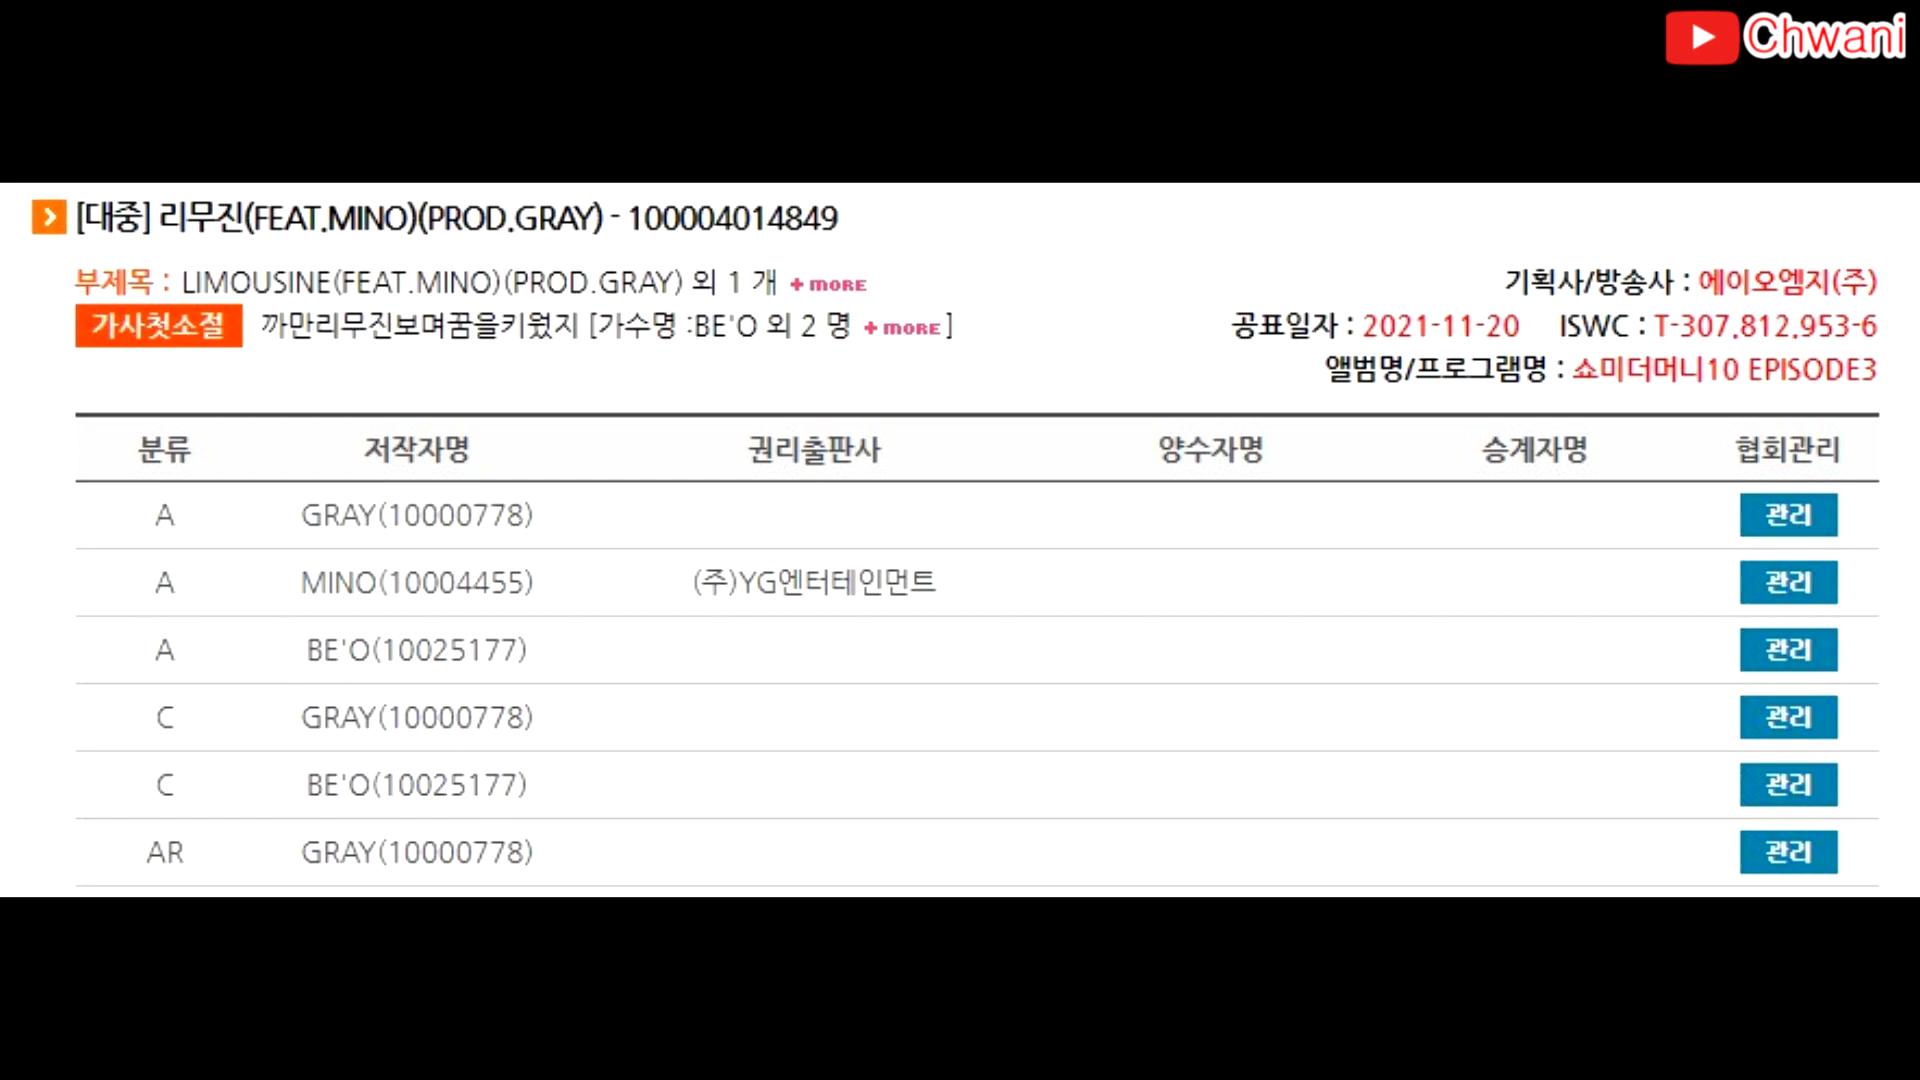 Chwani
[대중] 리무진(FEAT.MINO)(PROD.GRAY) - 100004014849
부제목 : LIMOUSINE(FEAT.MINO)(PROD.GRAY) 외 1 개 +MORE
기획사/방송사 : 에이오엠지(주)
가사첫소절 까만리무진보며꿈을키웠지 [가수명 :BE'O 외 2 명 +MORE]
공표일자 : 2021-11-20 ISWC : T-307.812.953-6
앨범명/프로그램명 : 쇼미더머니10 EPISODE3
분류 저작자명 권리출판사 양수자명 승계자명 협회관리
A GRAY(10000778) 관리
A MINO(10004455) (주)YG엔터테인먼트 관리
A BE'O(10025177) 관리
C GRAY(10000778) 관리
C BE'O(10025177) 관리
AR GRAY(10000778) 관리